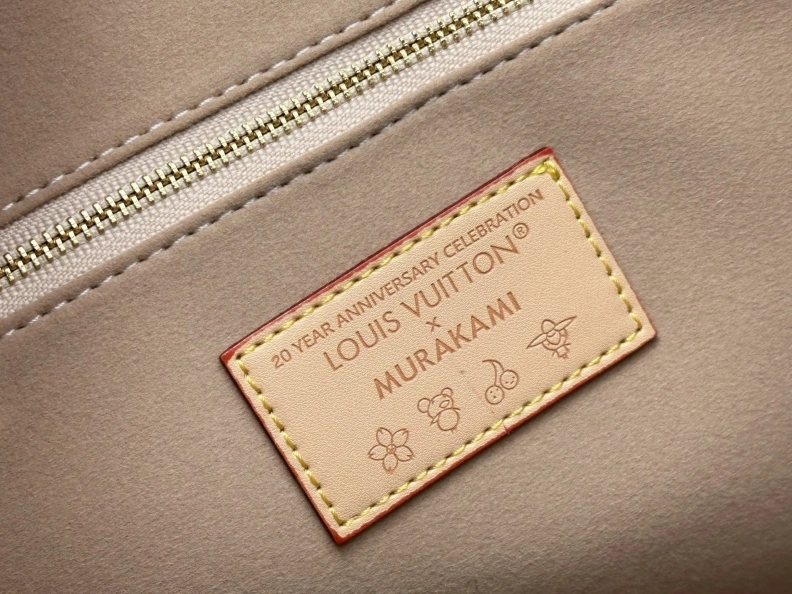 20 YEAR ANNIVERSARY CELEBRATION
LOUIS VUITTON®
×
MURAKAMI